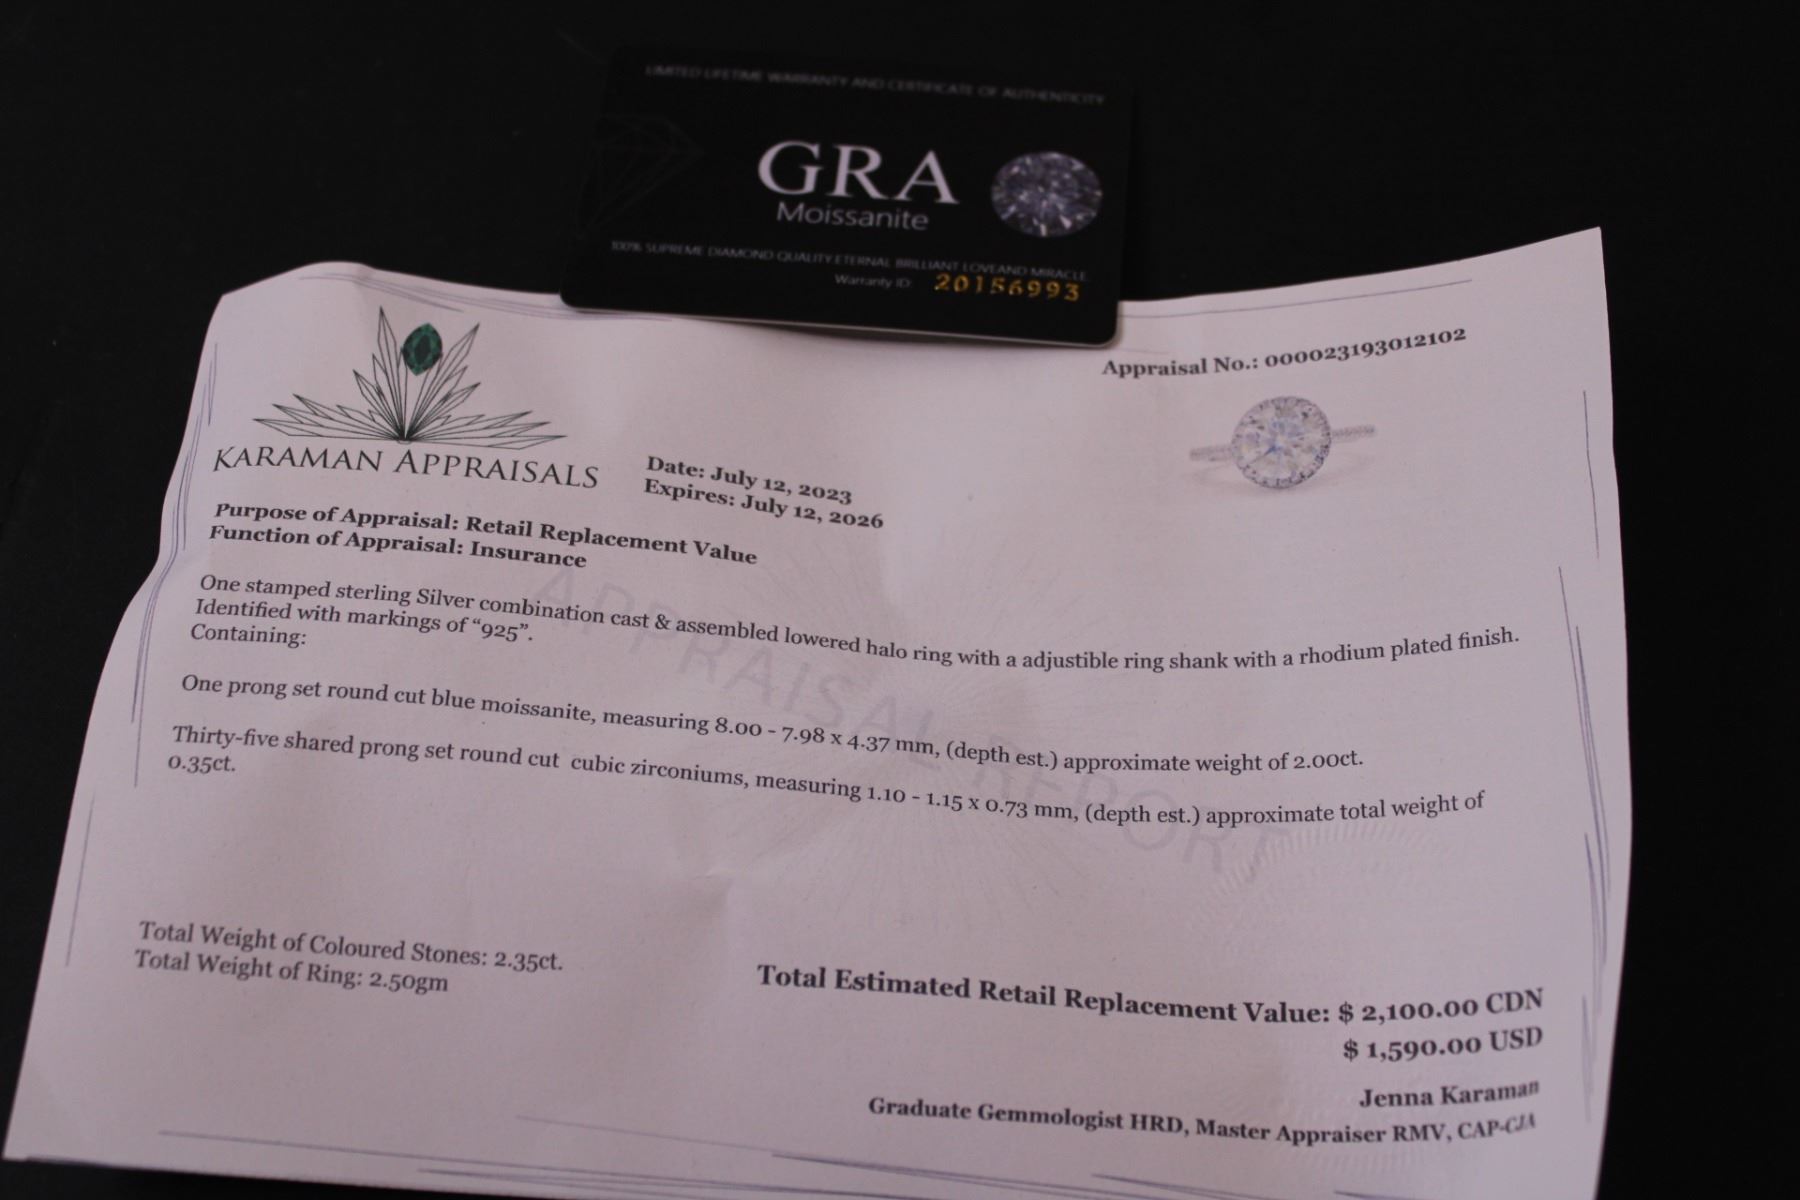 LIMITED LIFETIME WARRANTY AND CERTIFICATE OF AUTHENTICITY
GRA
Moissanite
100% SUPREME DIAMOND QUALITY ETERNAL BRILLIANT LOVEAND MIRACLE
Warranty ID: 20156993
Appraisal No.: 000023193012102
KARAMAN APPRAISALS
Date: July 12, 2023
Expires: July 12, 2026
Purpose of Appraisal: Retail Replacement Value
Function of Appraisal: Insurance
One stamped sterling Silver combination cast & assembled lowered halo ring with a adjustible ring shank with a rhodium plated finish.
Identified with markings of “925”.
Containing:
One prong set round cut blue moissanite, measuring 8.00 - 7.98 x 4.37 mm, (depth est.) approximate weight of 2.00ct.
Thirty-five shared prong set round cut cubic zirconiums, measuring 1.10 - 1.15 x 0.73 mm, (depth est.) approximate total weight of
0.35ct.
APPRAISAL REPORT
Total Weight of Coloured Stones: 2.35ct.
Total Weight of Ring: 2.50gm
Total Estimated Retail Replacement Value: $ 2,100.00 CDN
$ 1,590.00 USD
Jenna Karaman
Graduate Gemmologist HRD, Master Appraiser RMV, CAP-CJA